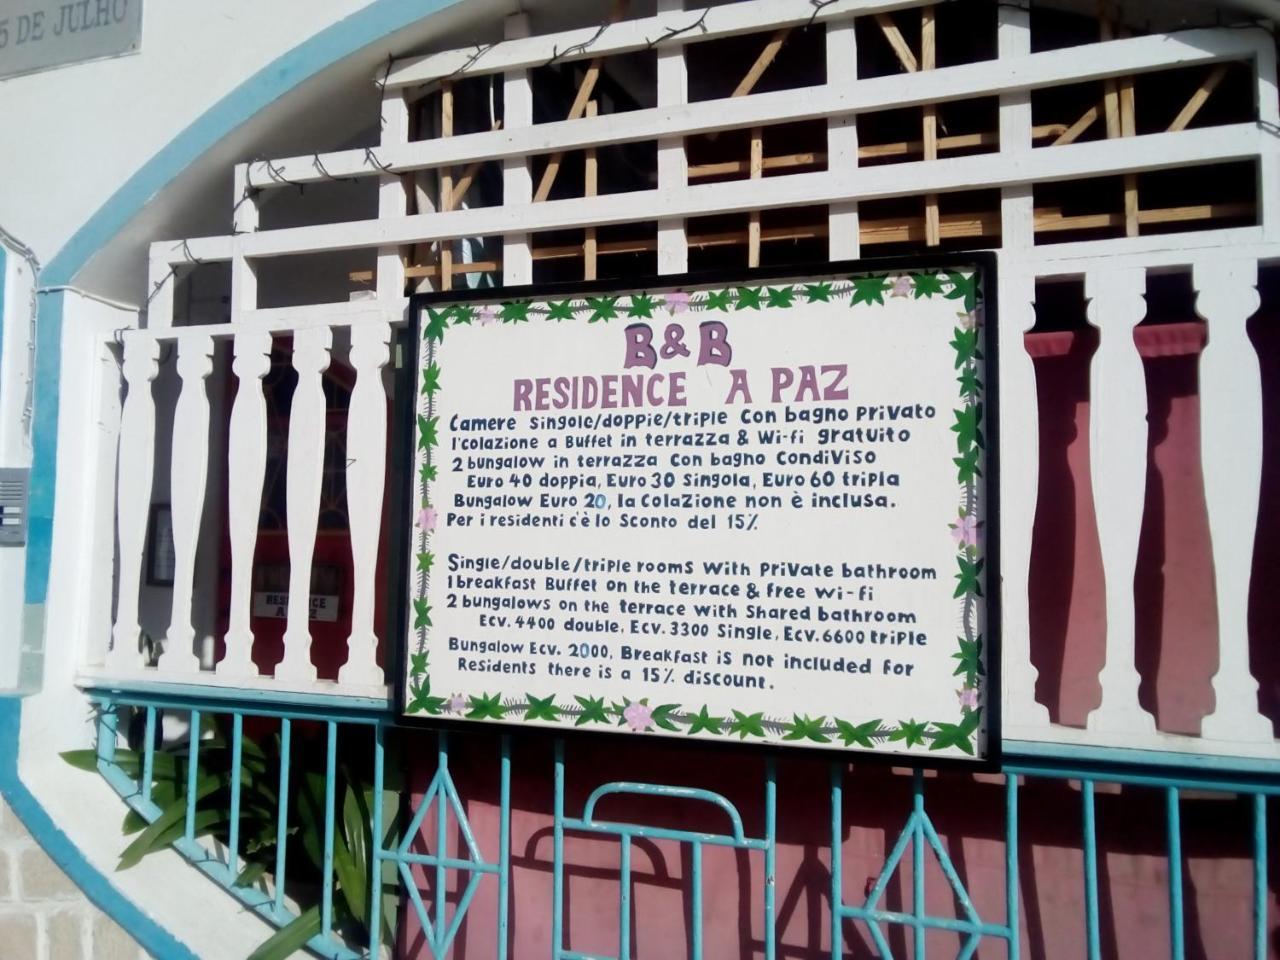 5 DE JULHO
B & B
RESIDENCE A PAZ
Camere singole/doppie/triple con bagno privato
1'colazione a Buffet in terrazza & Wi-fi gratuito
2 bungalow in terrazza con bagno condiviso
Euro 40 doppia, Euro 30 singola, Euro 60 tripla
Bungalow Euro 20, la colazione non è inclusa.
Per i residenti c'è lo sconto del 15%
Single/double/triple rooms with private bathroom
1 breakfast Buffet on the terrace & free wi-fi
2 bungalows on the terrace with shared bathroom
Ecv. 4400 double, Ecv. 3300 single, Ecv. 6600 triple
Bungalow Ecv. 2000, Breakfast is not included for
Residents there is a 15% discount.
RESIDENCE
A PAZ